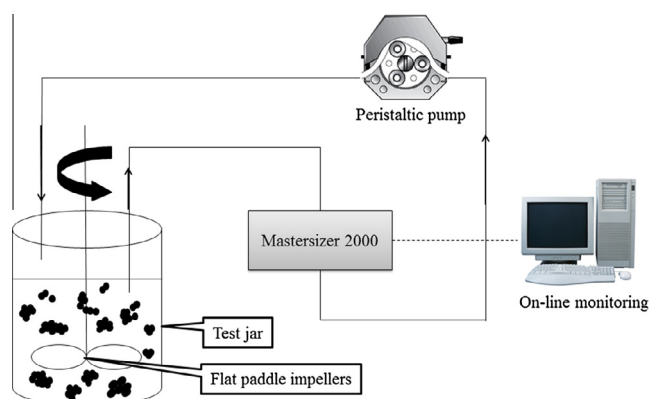 Peristaltic pump
Mastersizer 2000
On-line monitoring
Test jar
Flat paddle impellers